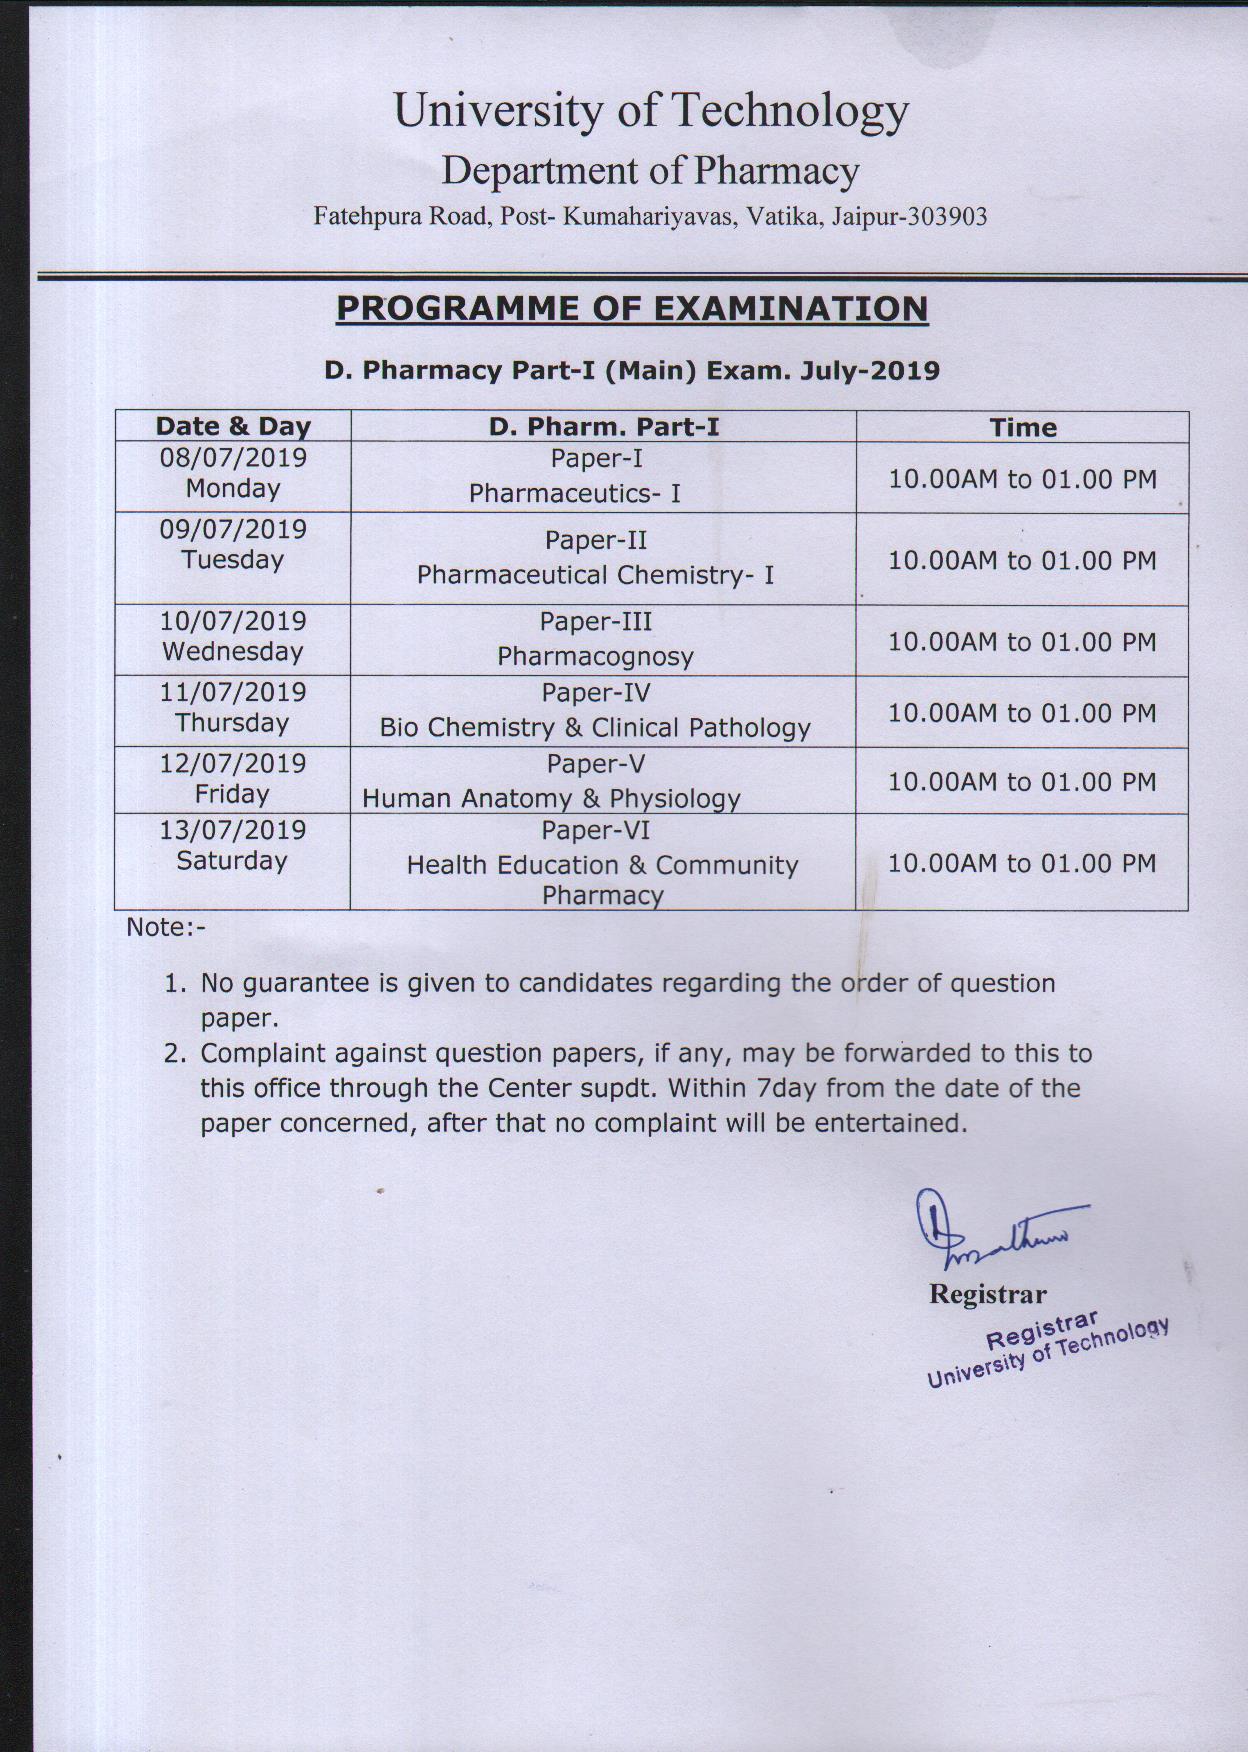 University of Technology
Department of Pharmacy
Fatehpura Road, Post- Kumahariyavas, Vatika, Jaipur-303903
PROGRAMME OF EXAMINATION
D. Pharmacy Part-I (Main) Exam. July-2019
Date & Day D. Pharm. Part-I Time
08/07/2019
Monday
Paper-I
Pharmaceutics- I
10.00AM to 01.00 PM
09/07/2019
Tuesday
Paper-II
Pharmaceutical Chemistry- I
10.00AM to 01.00 PM
10/07/2019
Wednesday
Paper-III
Pharmacognosy
10.00AM to 01.00 PM
11/07/2019
Thursday
Paper-IV
Bio Chemistry & Clinical Pathology
10.00AM to 01.00 PM
12/07/2019
Friday
Paper-V
Human Anatomy & Physiology
10.00AM to 01.00 PM
13/07/2019
Saturday
Paper-VI
Health Education & Community
Pharmacy
10.00AM to 01.00 PM
Note:-
1. No guarantee is given to candidates regarding the order of question
paper.
2. Complaint against question papers, if any, may be forwarded to this to
this office through the Center supdt. Within 7day from the date of the
paper concerned, after that no complaint will be entertained.
Registrar
Registrar
University of Technology